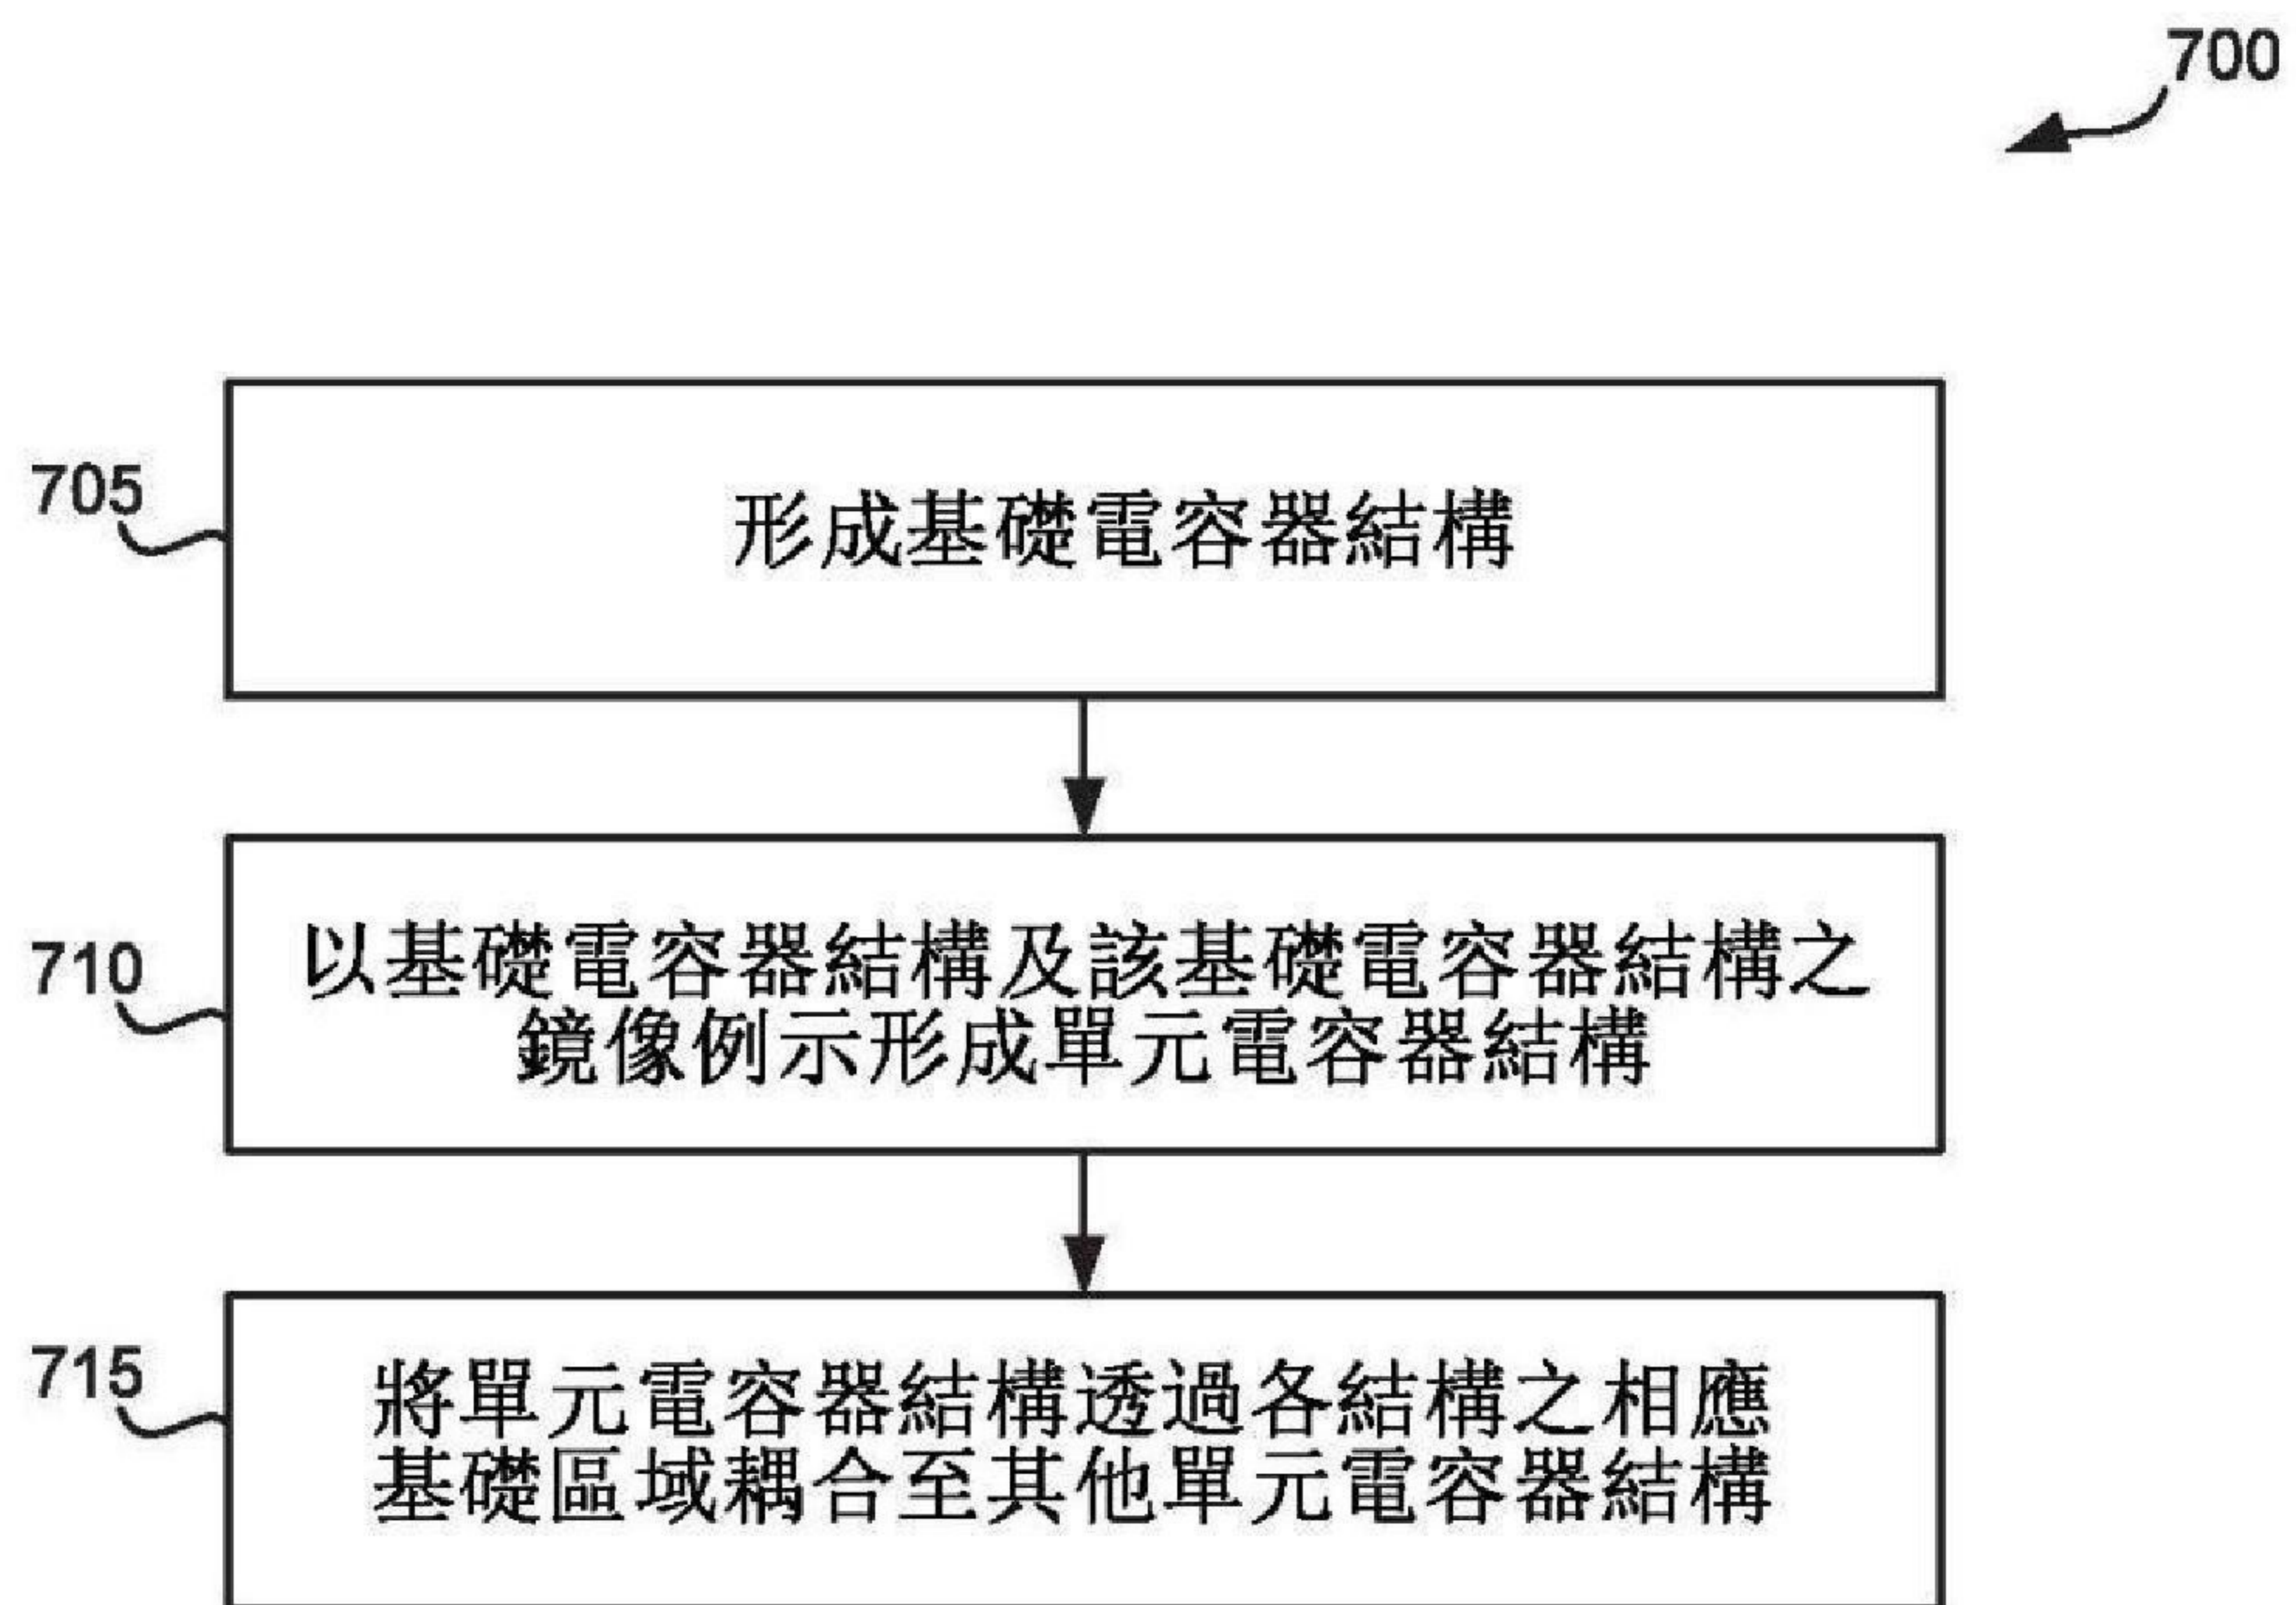 700
705
形成基礎電容器結構
710
以基礎電容器結構及該基礎電容器結構之
鏡像例示形成單元電容器結構
715
將單元電容器結構透過各結構之相應
基礎區域耦合至其他單元電容器結構